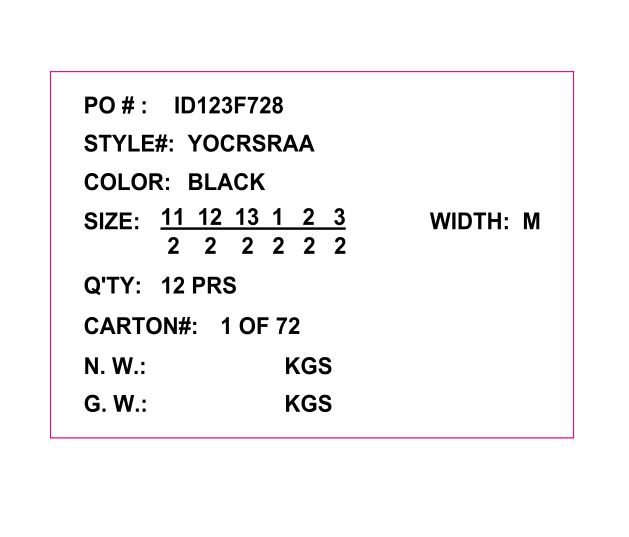 PO # : ID123F728
STYLE#: YOCRSRAA
COLOR: BLACK
SIZE: 11 12 13 1 2 3 WIDTH: M
2 2 2 2 2 2
Q'TY: 12 PRS
CARTON#: 1 OF 72
N. W.: KGS
G. W.: KGS